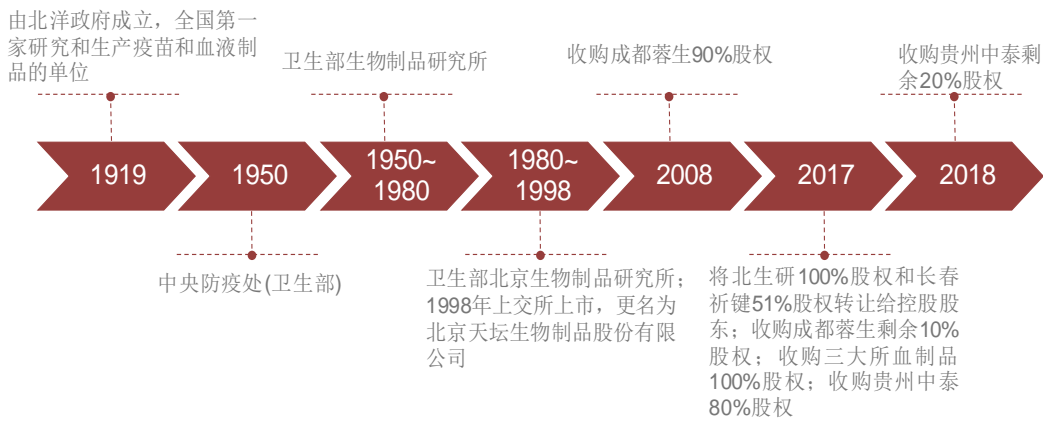 由北洋政府成立，全国第一
家研究和生产疫苗和血液制
品的单位
卫生部生物制品研究所
收购成都蓉生90%股权
收购贵州中泰剩
余20%股权
1919
1950
1950~
1980
1980~
1998
2008
2017
2018
中央防疫处(卫生部)
卫生部北京生物制品研究所；
1998年上交所上市，更名为
北京天坛生物制品股份有限
公司
将北生研100%股权和长春
祈键51%股权转让给控股股
东；收购成都蓉生剩余10%
股权；收购三大所血制品
100%股权；收购贵州中泰
80%股权